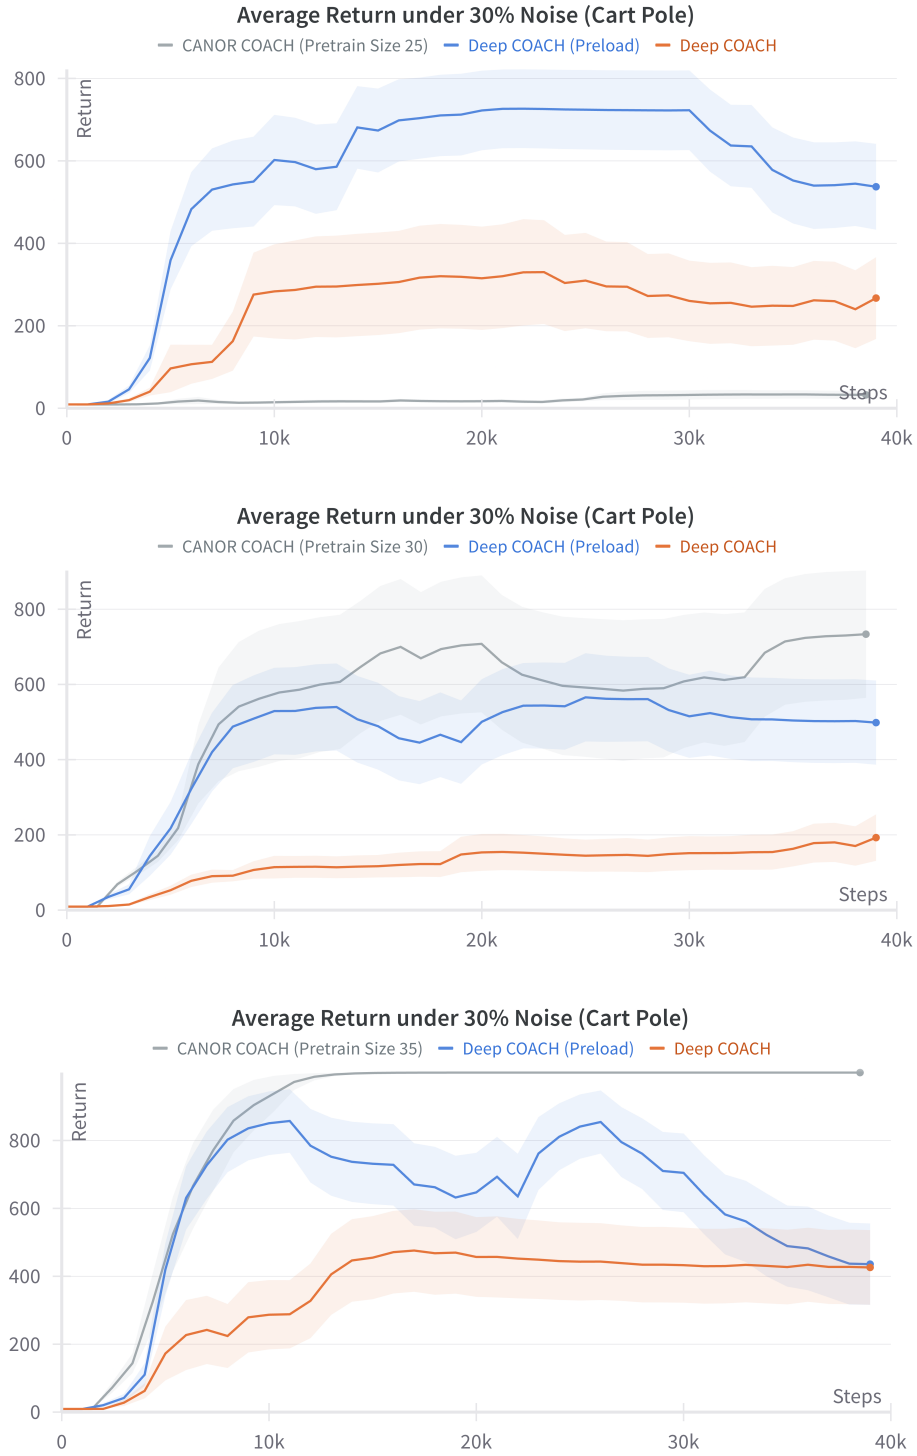 Average Return under 30% Noise (Cart Pole)
CANOR COACH (Pretrain Size 25) Deep COACH (Preload) Deep COACH
Return
800
600
400
200
0
Steps
0 10k 20k 30k 40k
Average Return under 30% Noise (Cart Pole)
CANOR COACH (Pretrain Size 30) Deep COACH (Preload) Deep COACH
Return
800
600
400
200
0
Steps
0 10k 20k 30k 40k
Average Return under 30% Noise (Cart Pole)
CANOR COACH (Pretrain Size 35) Deep COACH (Preload) Deep COACH
Return
800
600
400
200
0
Steps
0 10k 20k 30k 40k